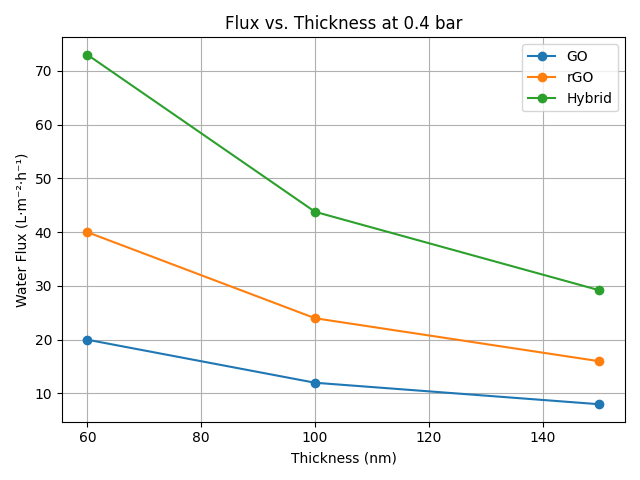 Flux vs. Thickness at 0.4 bar
GO
rGO
Hybrid
Water Flux (L·m⁻²·h⁻¹)
70
60
50
40
30
20
10
60 80 100 120 140
Thickness (nm)